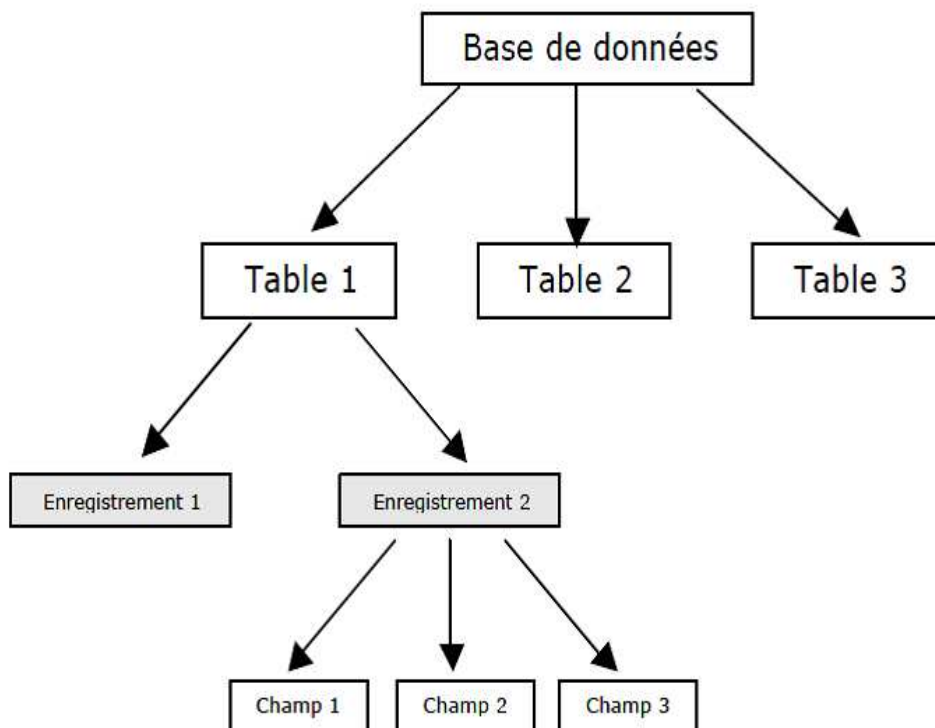 Base de données
Table 1
Table 2
Table 3
Enregistrement 1
Enregistrement 2
Champ 1
Champ 2
Champ 3